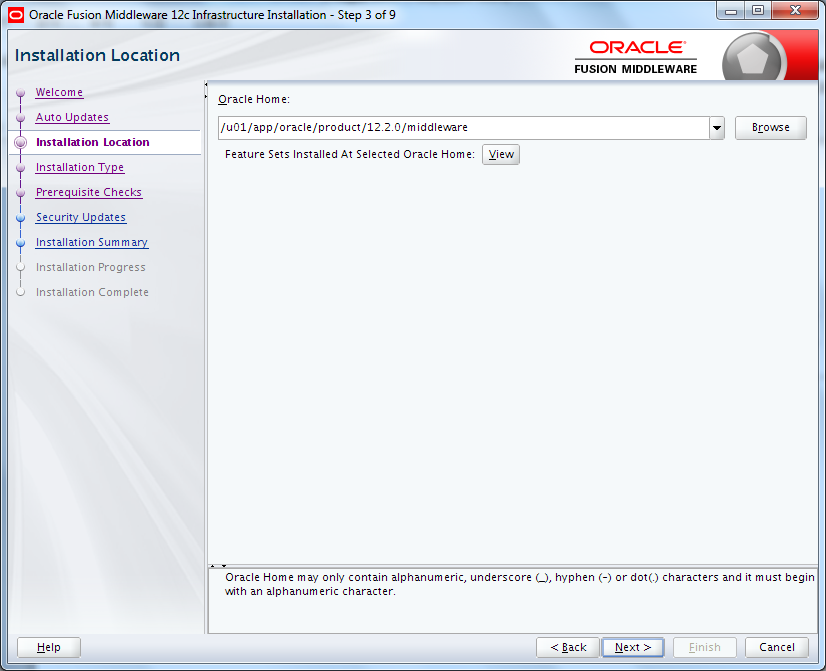 Oracle Fusion Middleware 12c Infrastructure Installation - Step 3 of 9
Installation Location
ORACLE
FUSION MIDDLEWARE
Welcome
Auto Updates
Installation Location
Installation Type
Prerequisite Checks
Security Updates
Installation Summary
Installation Progress
Installation Complete
Oracle Home:
/u01/app/oracle/product/12.2.0/middleware
Browse
Feature Sets Installed At Selected Oracle Home:
View
Oracle Home may only contain alphanumeric, underscore (_), hyphen (-) or dot(.) characters and it must begin
with an alphanumeric character.
Help
< Back
Next >
Finish
Cancel